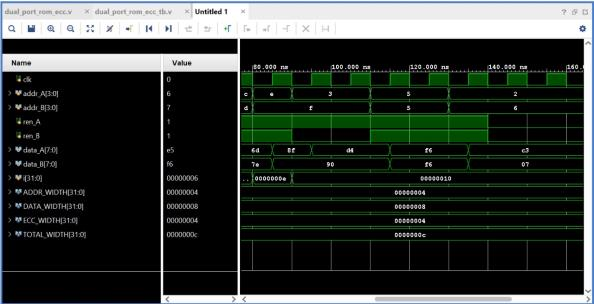 dual_port_rom_ecc.v × dual_port_rom_ecc_tb.v × Untitled 1 ×
Name Value
80.000 ns 100.000 ns 120.000 ns 140.000 ns 160.
clk 0
addr_A[3:0] 6 c e 3 5 2
addr_B[3:0] 7 d f 5 6
ren_A 1
ren_B 1
data_A[7:0] e5 6d 8f d4 f6 c3
data_B[7:0] f6 7e 90 f6 07
i[31:0] 00000006 .. 0000000e 00000010
ADDR_WIDTH[31:0] 00000004 00000004
DATA_WIDTH[31:0] 00000008 00000008
ECC_WIDTH[31:0] 00000004 00000004
TOTAL_WIDTH[31:0] 0000000c 0000000c